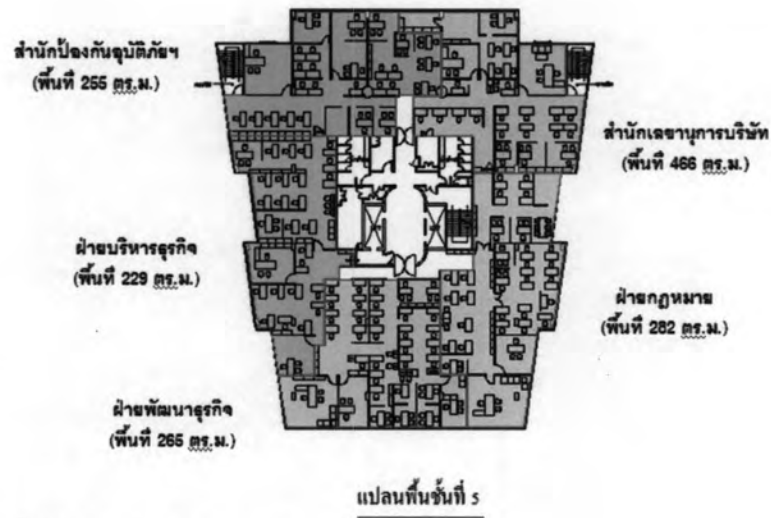 สำนักป้องกันอุบัติภัยฯ
(พื้นที่ 255 ตร.ม.)
สำนักเลขานุการบริษัท
(พื้นที่ 466 ตร.ม.)
ฝ่ายบริหารธุรกิจ
(พื้นที่ 229 ตร.ม.)
ฝ่ายกฎหมาย
(พื้นที่ 282 ตร.ม.)
ฝ่ายพัฒนาธุรกิจ
(พื้นที่ 265 ตร.ม.)
แปลนพื้นชั้นที่ 5